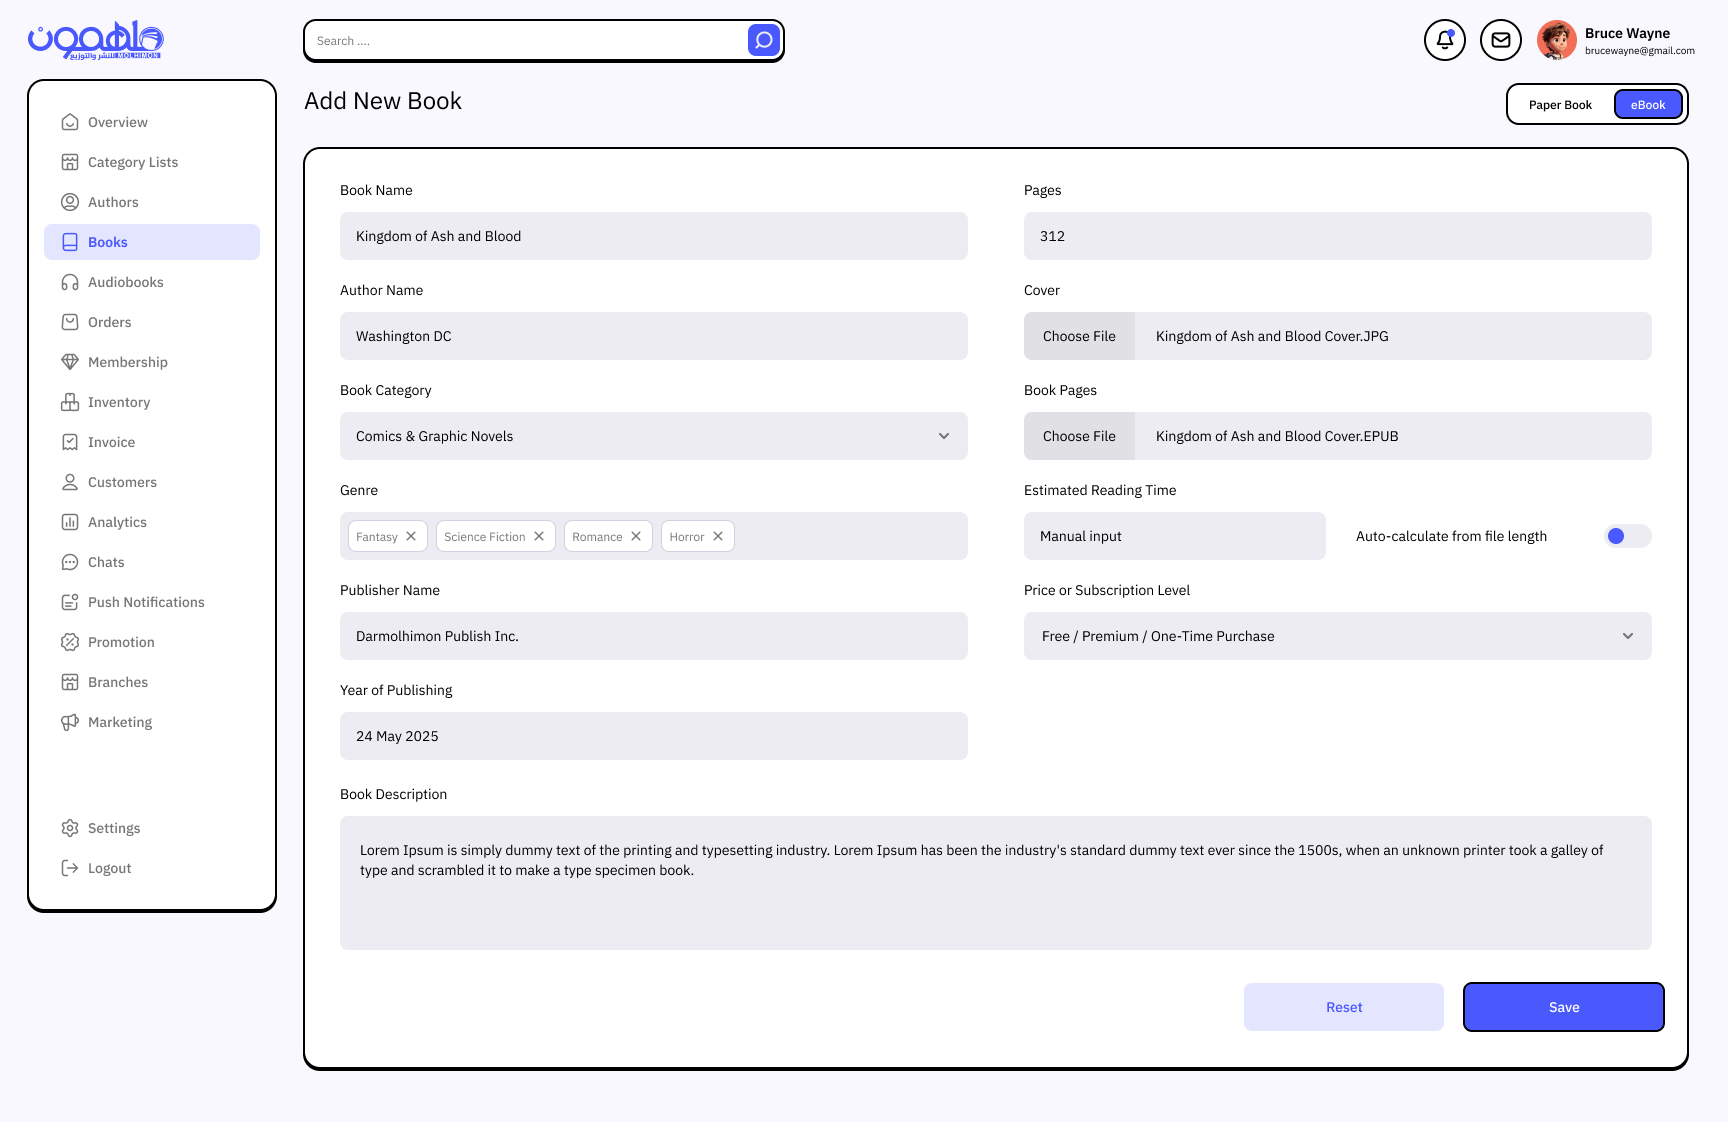 ملهمون
للنشر والتوزيع MOLHIMON
Search ....
Bruce Wayne
brucewayne@gmail.com
Overview
Category Lists
Authors
Books
Audiobooks
Orders
Membership
Inventory
Invoice
Customers
Analytics
Chats
Push Notifications
Promotion
Branches
Marketing
Settings
Logout
Add New Book
Paper Book
eBook
Book Name
Kingdom of Ash and Blood
Pages
312
Author Name
Washington DC
Cover
Choose File
Kingdom of Ash and Blood Cover.JPG
Book Category
Comics & Graphic Novels
Book Pages
Choose File
Kingdom of Ash and Blood Cover.EPUB
Genre
Fantasy
Science Fiction
Romance
Horror
Estimated Reading Time
Manual input
Auto-calculate from file length
Publisher Name
Darmolhimon Publish Inc.
Price or Subscription Level
Free / Premium / One-Time Purchase
Year of Publishing
24 May 2025
Book Description
Lorem Ipsum is simply dummy text of the printing and typesetting industry. Lorem Ipsum has been the industry's standard dummy text ever since the 1500s, when an unknown printer took a galley of
type and scrambled it to make a type specimen book.
Reset
Save